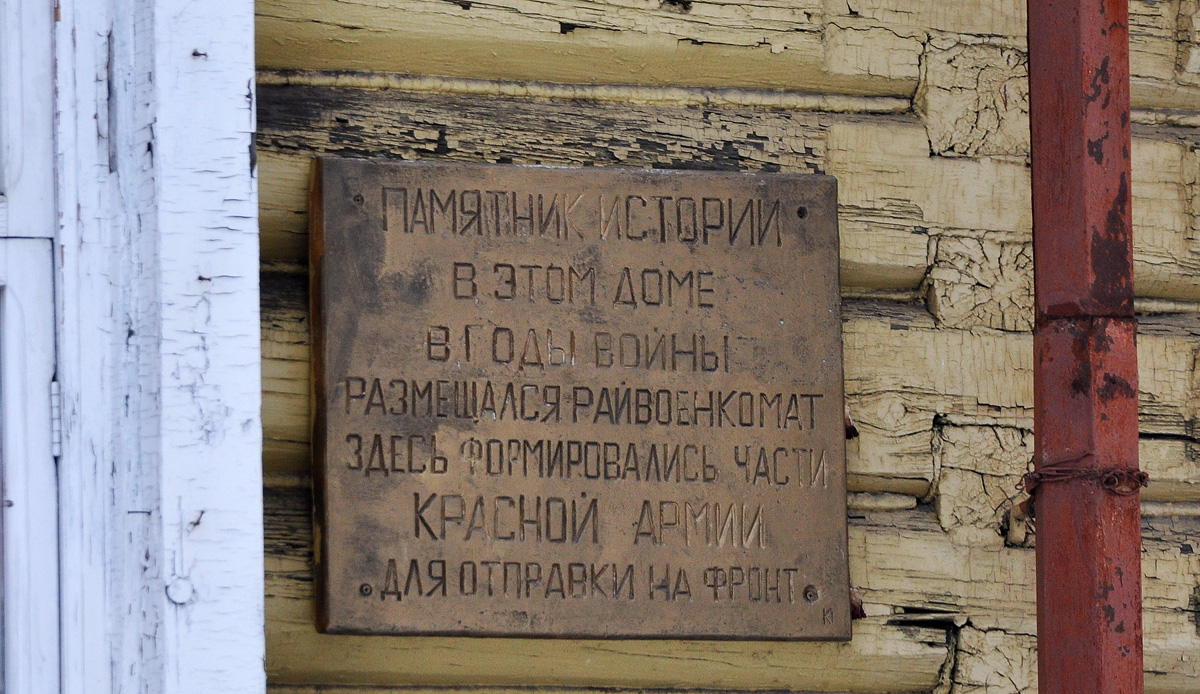 ПАМЯТНИК ИСТОРИИ
В ЭТОМ ДОМЕ
В ГОДЫ ВОЙНЫ
РАЗМЕЩАЛСЯ РАЙВОЕНКОМАТ
ЗДЕСЬ ФОРМИРОВАЛИСЬ ЧАСТИ
КРАСНОЙ АРМИИ
ДЛЯ ОТПРАВКИ НА ФРОНТ